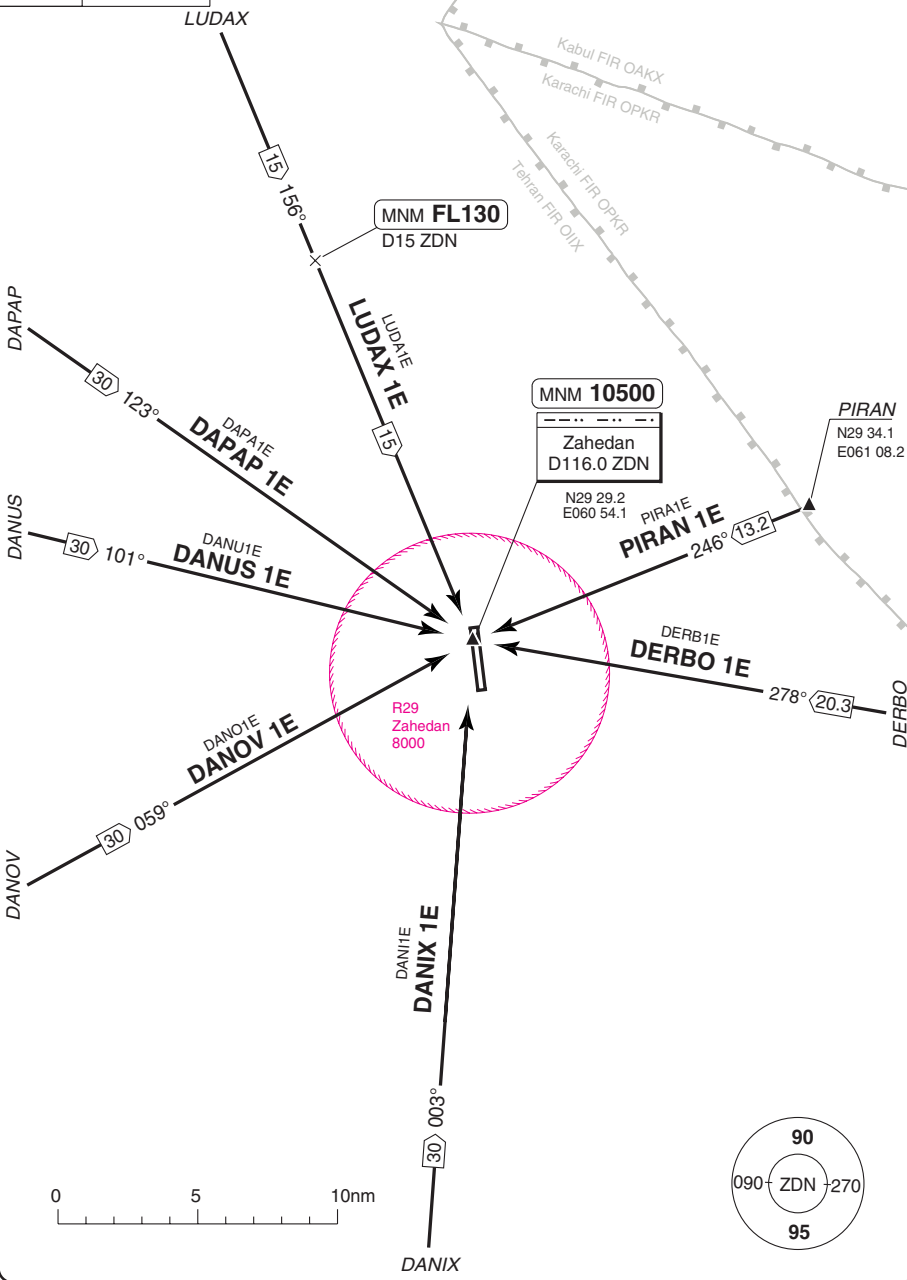 LUDAX
Kabul FIR OAKX
Karachi FIR OPKR
Karachi FIR OPKR
Tehran FIR OIIX
15
156°
MNM FL130
D15 ZDN
LUDA1E
LUDAX 1E
15
DAPAP
30
123°
DAPA1E
DAPAP 1E
MNM 10500
Zahedan
D116.0 ZDN
N29 29.2
E060 54.1
PIRAN
N29 34.1
E061 08.2
PIRA1E
PIRAN 1E
246°
13.2
DANUS
30
101°
DANU1E
DANUS 1E
DERB1E
DERBO 1E
278°
20.3
DERBO
R29
Zahedan
8000
DANO1E
DANOV 1E
30
059°
DANOV
DANI1E
DANIX 1E
003°
30
DANIX
0 5 10nm
90
090 ZDN 270
95